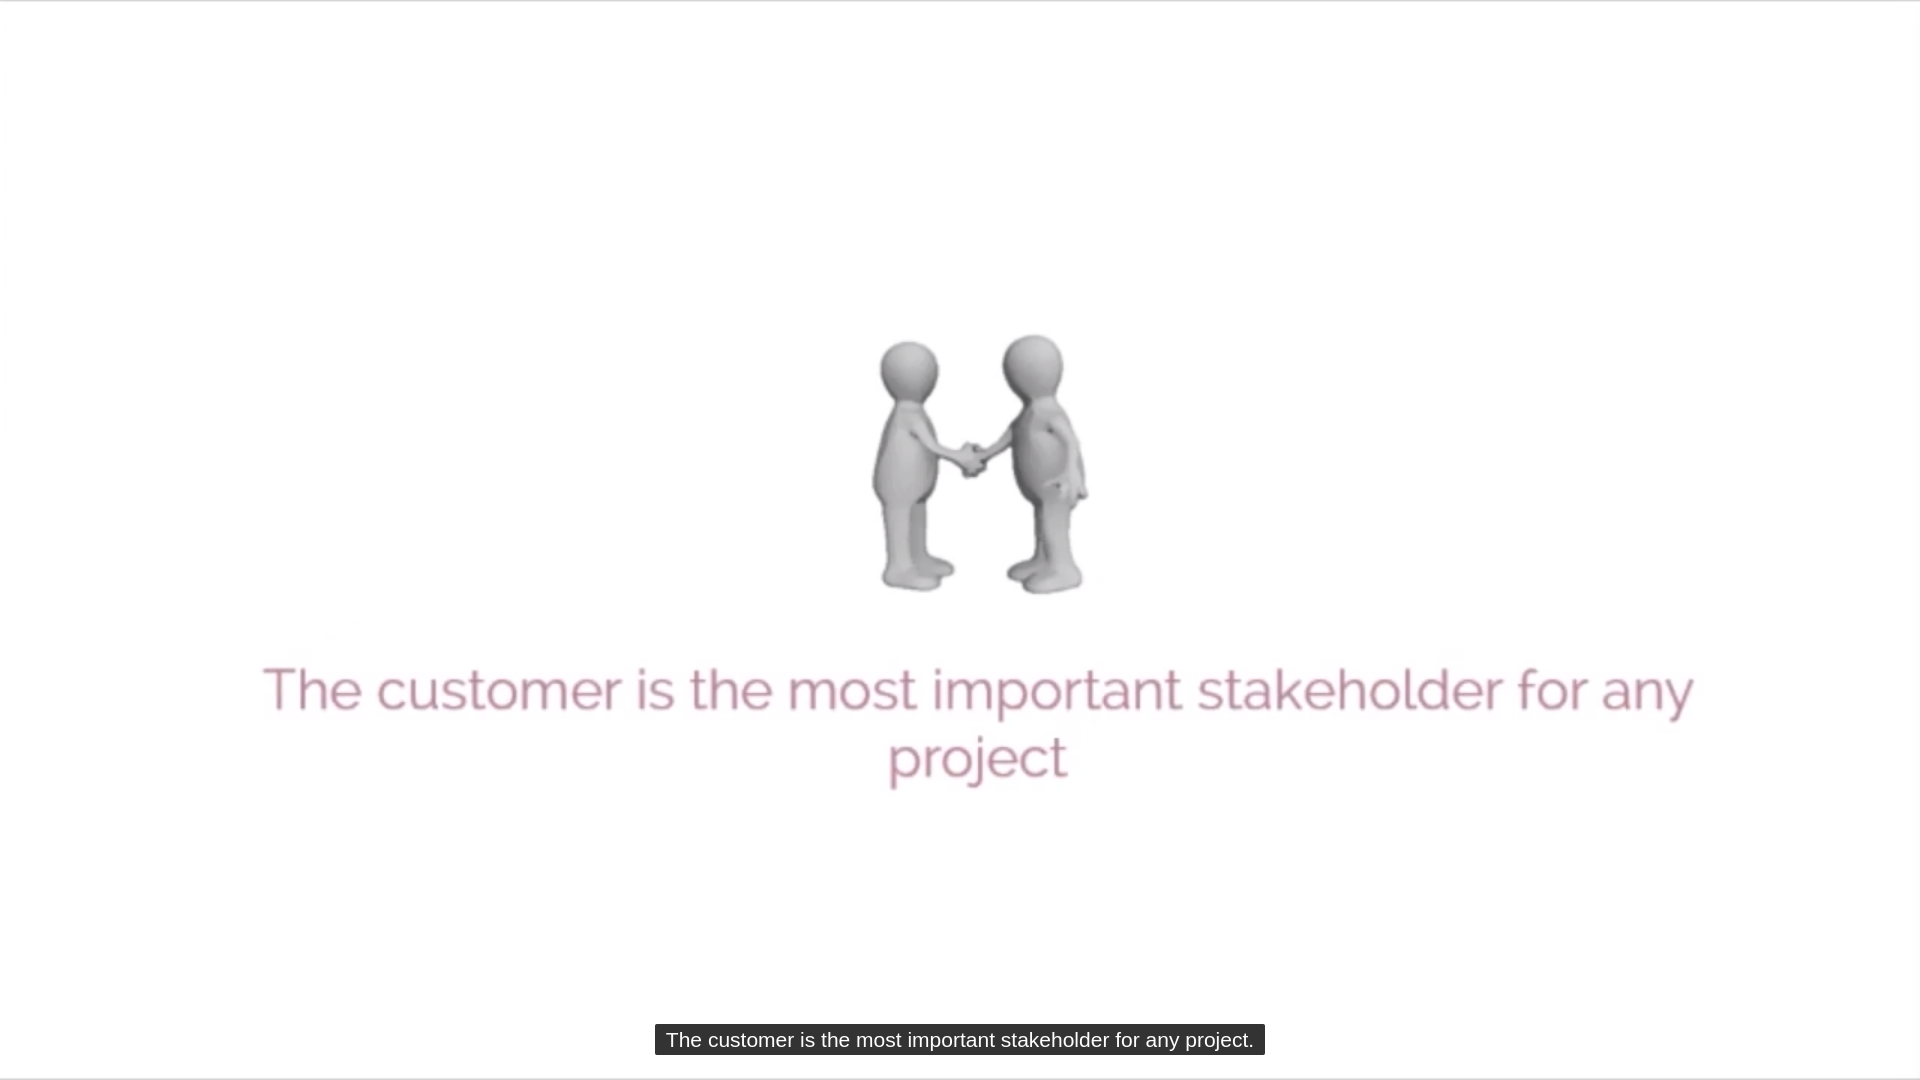 The customer is the most important stakeholder for any
project
The customer is the most important stakeholder for any project.